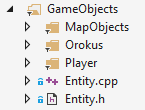 GameObjects
MapObjects
Orokus
Player
Entity.cpp
Entity.h